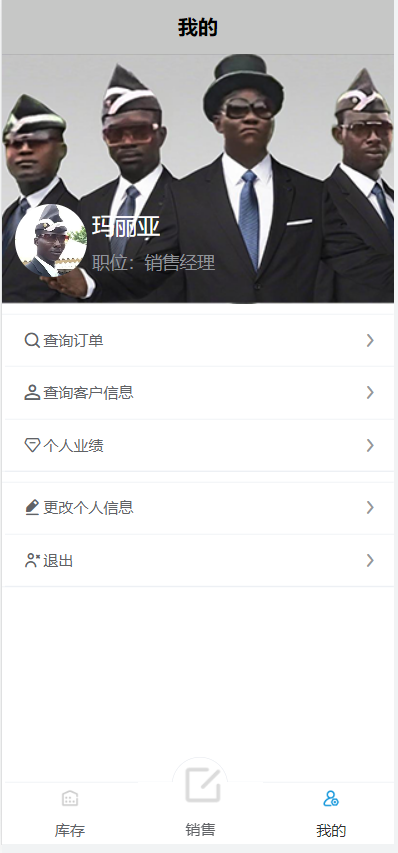 我的
玛丽亚
职位：销售经理
查询订单
查询客户信息
个人业绩
更改个人信息
退出
库存
销售
我的